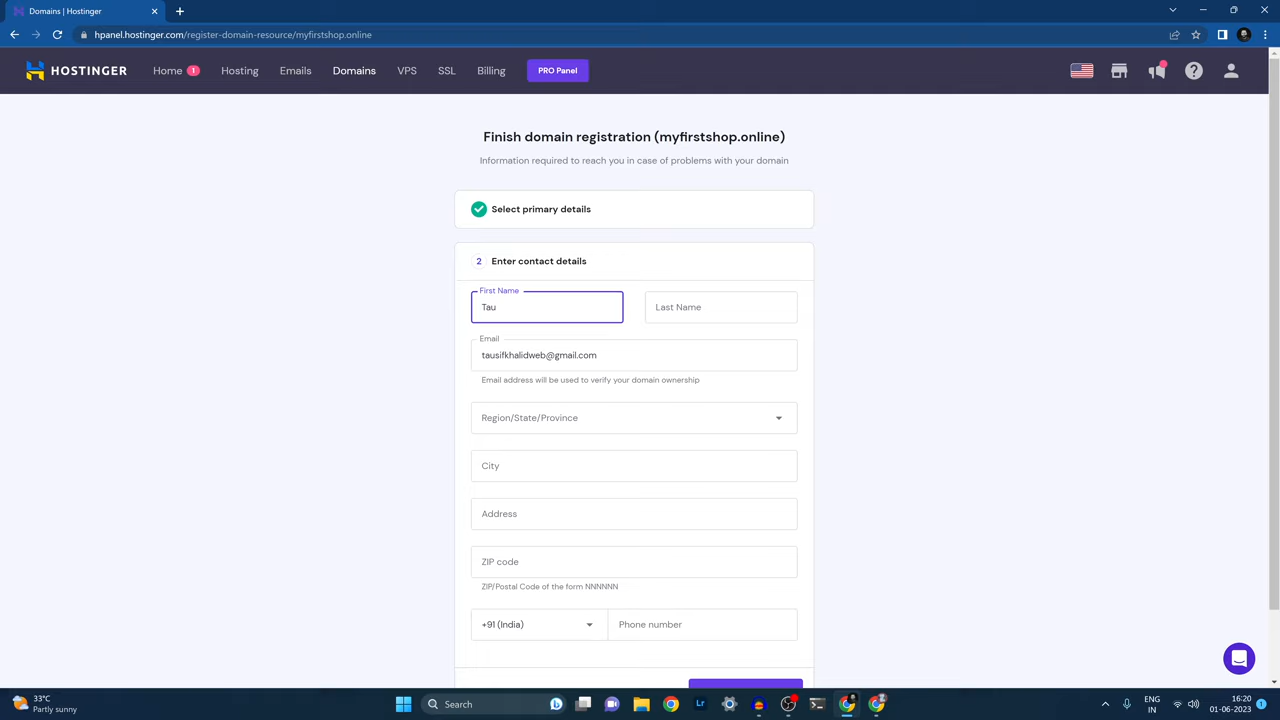 Domains | Hostinger
hpanel.hostinger.com/register-domain-resource/myfirstshop.online
HOSTINGER
Home 1
Hosting
Emails
Domains
VPS
SSL
Billing
PRO Panel
Finish domain registration (myfirstshop.online)
Information required to reach you in case of problems with your domain
Select primary details
2 Enter contact details
First Name
Tau
Last Name
Email
tausifkhalidweb@gmail.com
Email address will be used to verify your domain ownership
Region/State/Province
City
Address
ZIP code
ZIP/Postal Code of the form NNNNNN
+91 (India)
Phone number
33°C
Partly sunny
Search
Lr
ENG
IN
16:20
01-06-2023
1